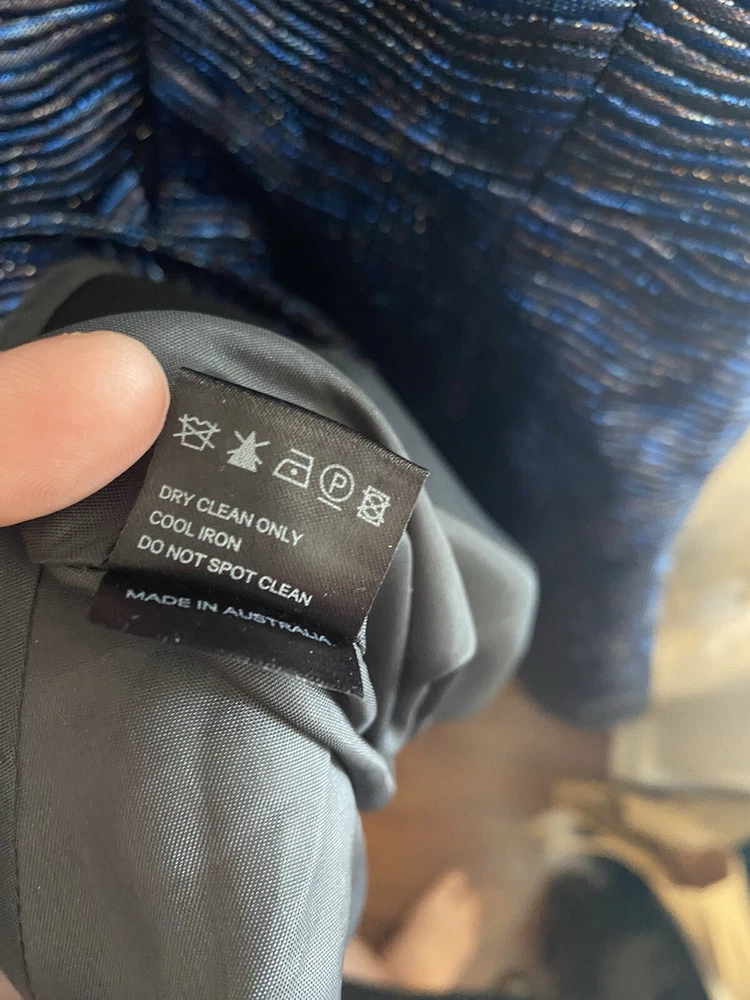 P
DRY CLEAN ONLY
COOL IRON
DO NOT SPOT CLEAN
MADE IN AUSTRALIA